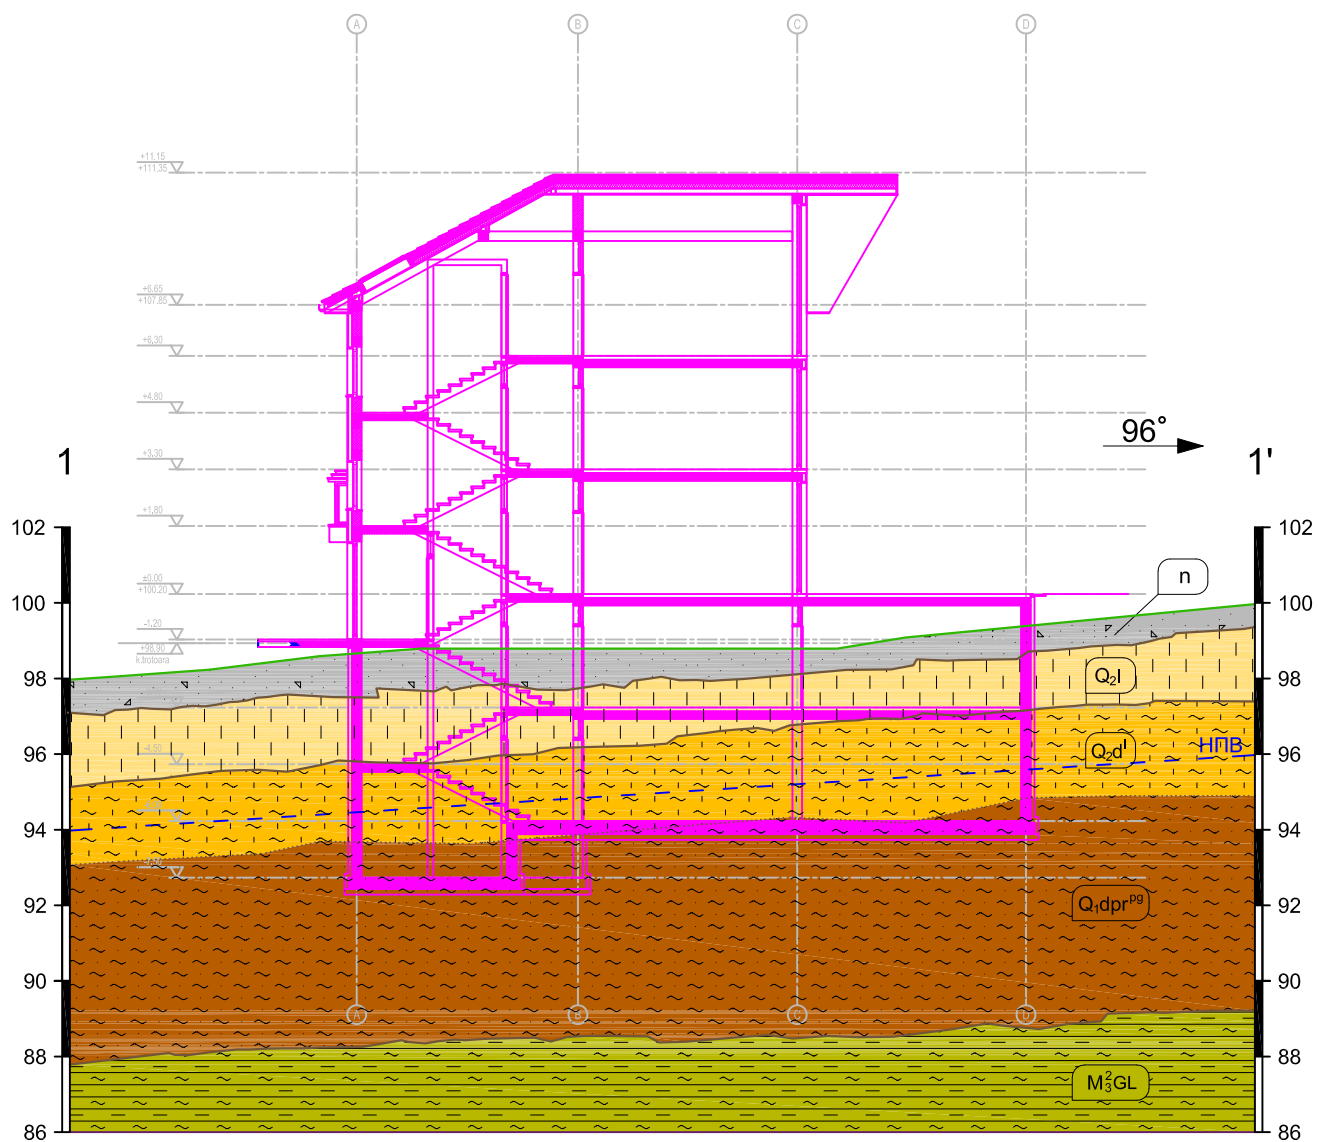 A B C D
+11.15
+111.35
+6.65
+107.85
+6.30
+4.80
96°
+3.30
1 1'
+1.80
102 102
±0.00
+100.20
n
100 100
-1.20
+98.90
k.trotoara
Q₂l
98 98
Q₂dˡ
НПВ
-4.50
96 96
94 94
Q₁dprᵖᵍ
92 92
90 90
A B C D
88 88
M₃²GL
86 86